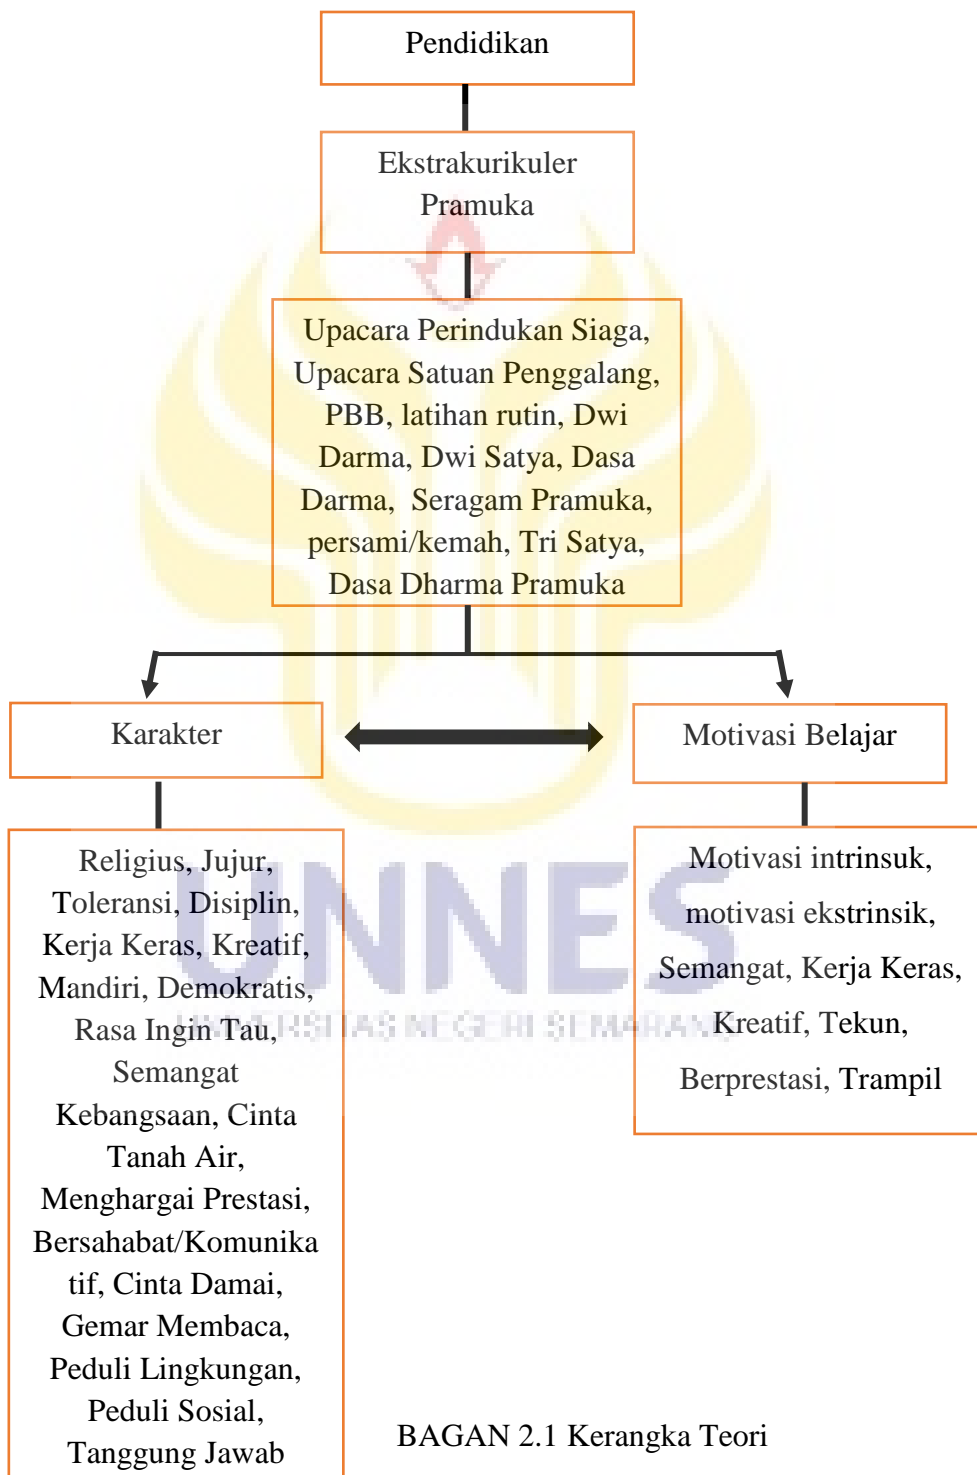 Pendidikan
Ekstrakurikuler
Pramuka
Upacara Perindukan Siaga,
Upacara Satuan Penggalang,
PBB, latihan rutin, Dwi
Darma, Dwi Satya, Dasa
Darma,  Seragam Pramuka,
persami/kemah, Tri Satya,
Dasa Dharma Pramuka
Karakter
Motivasi Belajar
Religius, Jujur,
Toleransi, Disiplin,
Kerja Keras, Kreatif,
Mandiri, Demokratis,
Rasa Ingin Tau,
Semangat
Kebangsaan, Cinta
Tanah Air,
Menghargai Prestasi,
Bersahabat/Komunika
tif, Cinta Damai,
Gemar Membaca,
Peduli Lingkungan,
Peduli Sosial,
Tanggung Jawab
Motivasi intrinsuk,
motivasi ekstrinsik,
Semangat, Kerja Keras,
Kreatif, Tekun,
Berprestasi, Trampil
UNNES
UNIVERSITAS NEGERI SEMARANG
BAGAN 2.1 Kerangka Teori